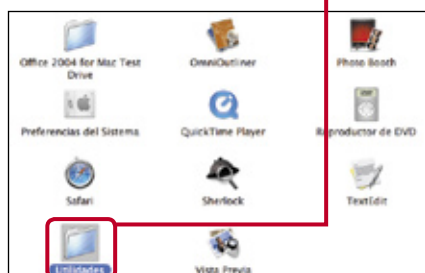 Office 2004 for Mac Test OmniOutliner Photo Booth
Drive
Preferencias del Sistema QuickTime Player Reproductor de DVD
Safari Sherlock TextEdit
Utilidades Vista Previa